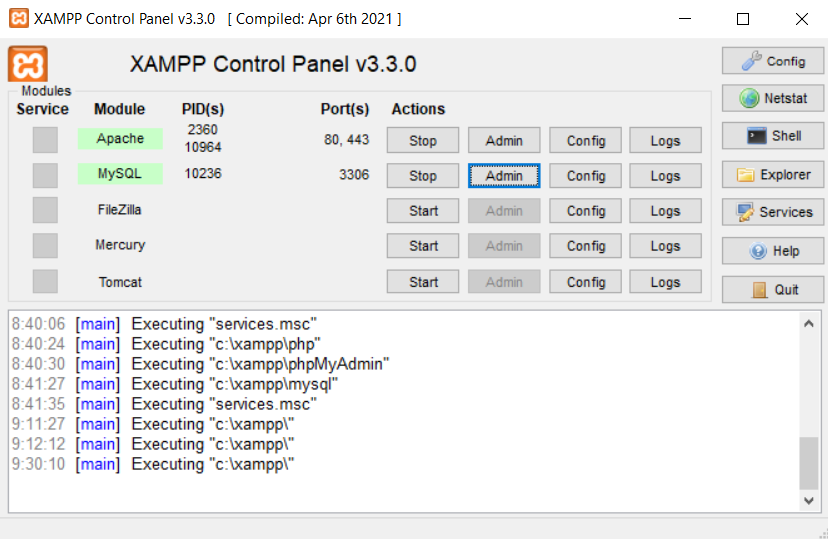 XAMPP Control Panel v3.3.0 [ Compiled: Apr 6th 2021 ]
XAMPP Control Panel v3.3.0
Config
Modules
Service Module PID(s) Port(s) Actions
Netstat
Apache 2360 10964 80, 443 Stop Admin Config Logs
Shell
MySQL 10236 3306 Stop Admin Config Logs
Explorer
FileZilla Start Admin Config Logs
Services
Mercury Start Admin Config Logs
Help
Tomcat Start Admin Config Logs
Quit
8:40:06 [main] Executing "services.msc"
8:40:24 [main] Executing "c:\xampp\php"
8:40:30 [main] Executing "c:\xampp\phpMyAdmin"
8:41:27 [main] Executing "c:\xampp\mysql"
8:41:35 [main] Executing "services.msc"
9:11:27 [main] Executing "c:\xampp\"
9:12:12 [main] Executing "c:\xampp\"
9:30:10 [main] Executing "c:\xampp\"